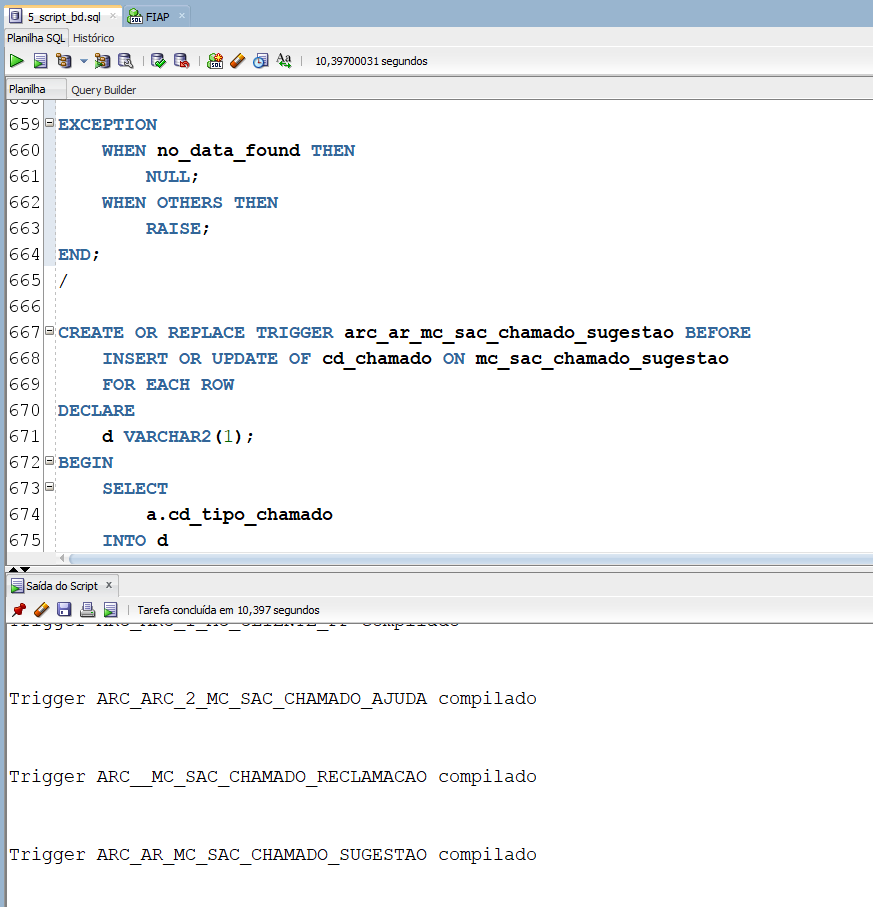 5_script_bd.sql × FIAP ×
Planilha SQL Histórico
10,39700031 segundos
Planilha Query Builder
658
659 EXCEPTION
660 WHEN no_data_found THEN
661 NULL;
662 WHEN OTHERS THEN
663 RAISE;
664 END;
665 /
666
667 CREATE OR REPLACE TRIGGER arc_ar_mc_sac_chamado_sugestao BEFORE
668 INSERT OR UPDATE OF cd_chamado ON mc_sac_chamado_sugestao
669 FOR EACH ROW
670 DECLARE
671 d VARCHAR2(1);
672 BEGIN
673 SELECT
674 a.cd_tipo_chamado
675 INTO d
Saída do Script ×
Tarefa concluída em 10,397 segundos
Trigger compilado
Trigger ARC_ARC_2_MC_SAC_CHAMADO_AJUDA compilado
Trigger ARC__MC_SAC_CHAMADO_RECLAMACAO compilado
Trigger ARC_AR_MC_SAC_CHAMADO_SUGESTAO compilado